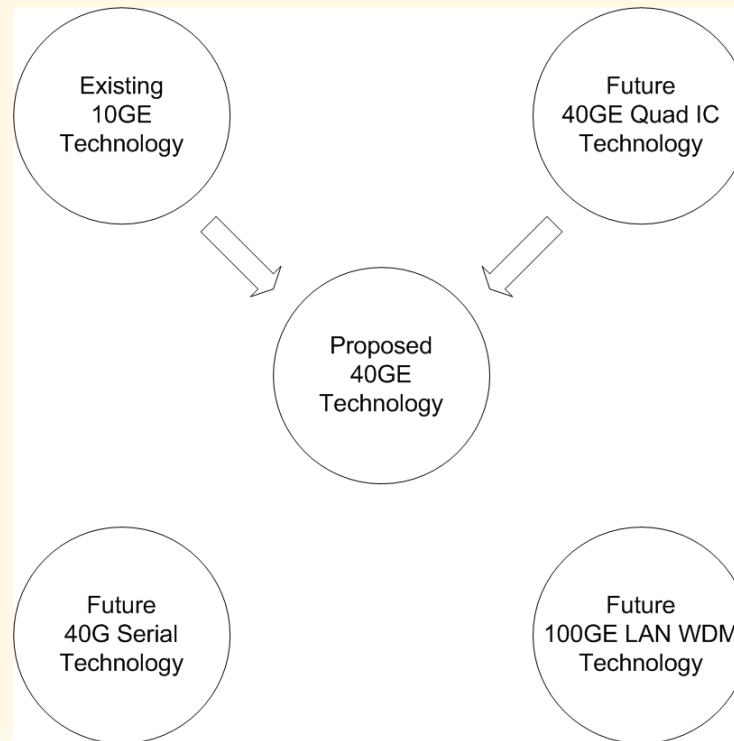 Existing
10GE
Technology
Future
40GE Quad IC
Technology
Proposed
40GE
Technology
Future
40G Serial
Technology
Future
100GE LAN WDM
Technology